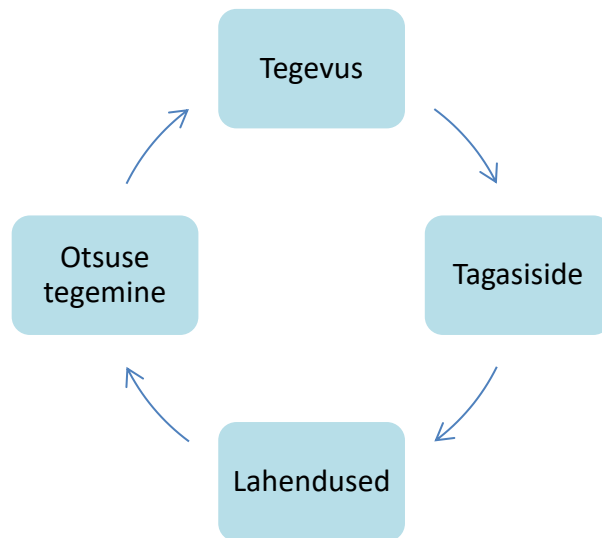 Tegevus
Tagasiside
Lahendused
Otsuse
tegemine